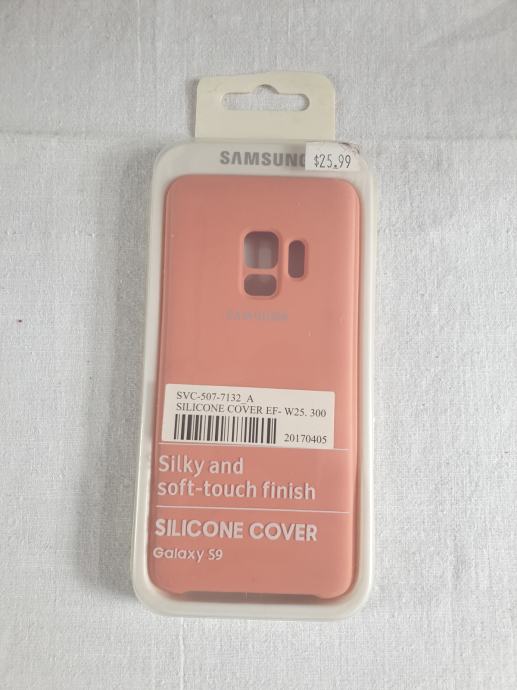 SAMSUNG
$25.99
SAMSUNG
SVC-507-7132_A
SILICONE COVER EF- W25. 300
20170405
Silky and
soft-touch finish
SILICONE COVER
Galaxy S9